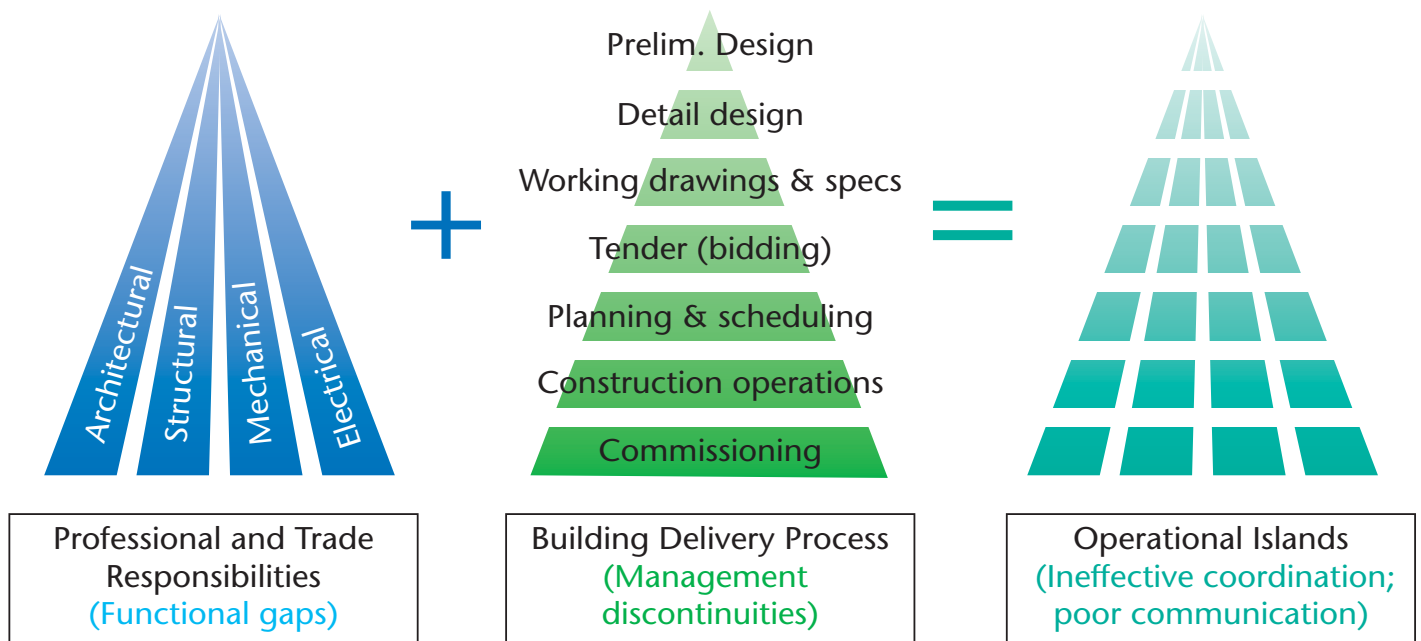 Architectural
Structural
Mechanical
Electrical
+
Prelim. Design
Detail design
Working drawings & specs
Tender (bidding)
Planning & scheduling
Construction operations
Commissioning
=
Professional and Trade
Responsibilities
(Functional gaps)
Building Delivery Process
(Management
discontinuities)
Operational Islands
(Ineffective coordination;
poor communication)